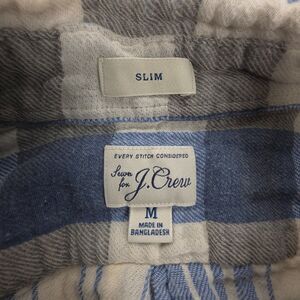 SLIM
EVERY STITCH CONSIDERED
Sewn
for J.Crew
M
MADE IN
BANGLADESH